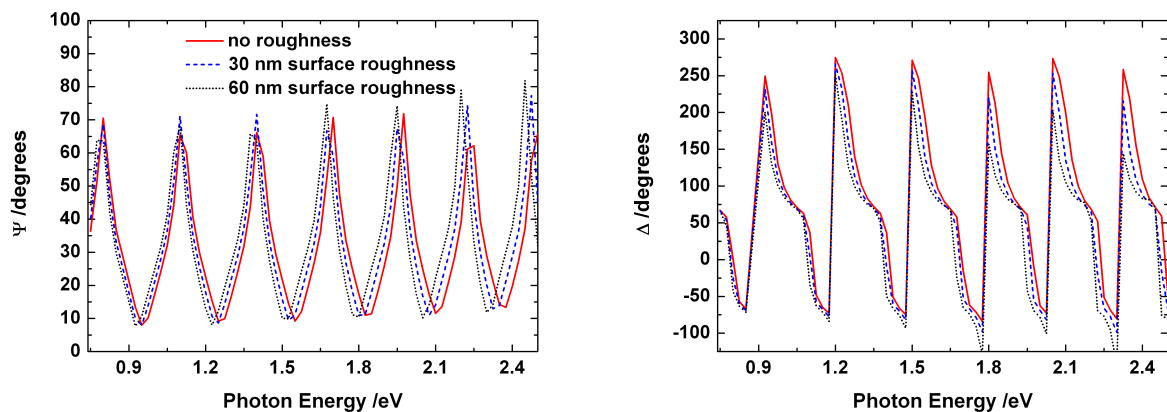 100
90
80
70
60
50
40
30
20
10
0
Ψ /degrees
no roughness
30 nm surface roughness
60 nm surface roughness
0.9 1.2 1.5 1.8 2.1 2.4
Photon Energy /eV
300
250
200
150
100
50
0
-50
-100
Δ /degrees
0.9 1.2 1.5 1.8 2.1 2.4
Photon Energy /eV